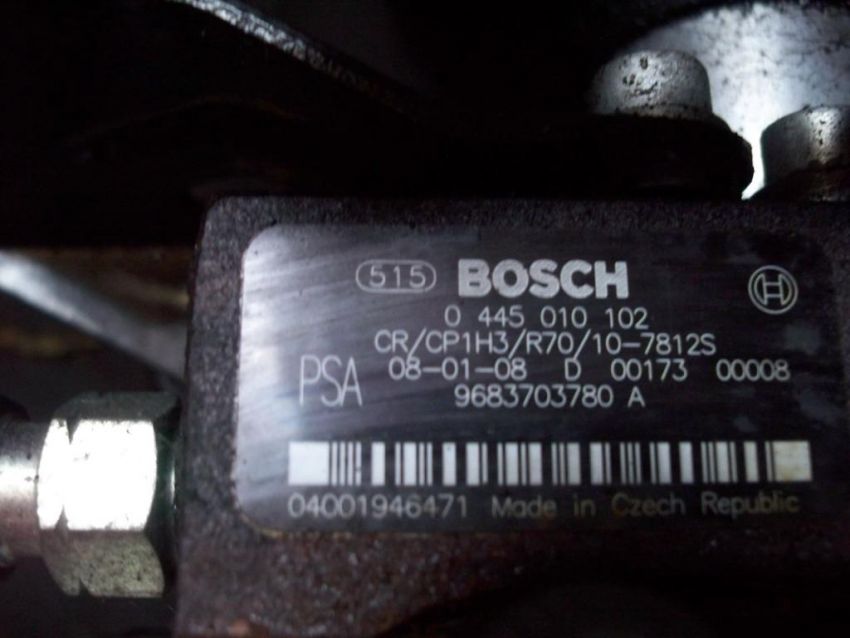 515 BOSCH
0 445 010 102
CR/CP1H3/R70/10-7812S
PSA 08-01-08 D 00173 00008
9683703780 A
04001946471 Made in Czech Republic